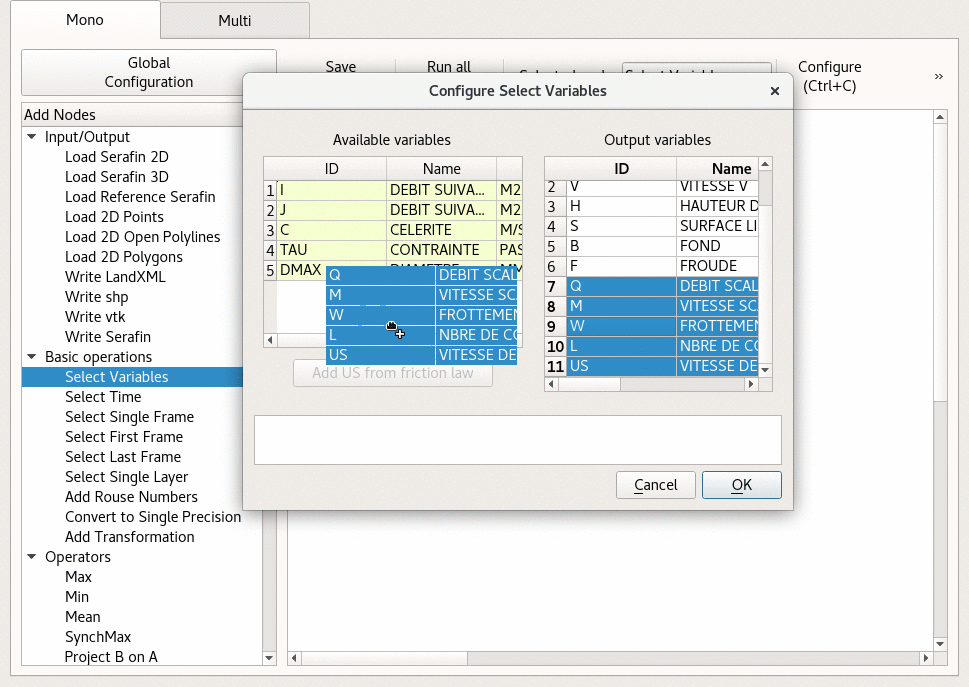 Mono
Multi
Global
Configuration
Save
Run all
Configure
(Ctrl+C)
»
Add Nodes
Input/Output
Load Serafin 2D
Load Serafin 3D
Load Reference Serafin
Load 2D Points
Load 2D Open Polylines
Load 2D Polygons
Write LandXML
Write shp
Write vtk
Write Serafin
Basic operations
Select Variables
Select Time
Select Single Frame
Select First Frame
Select Last Frame
Select Single Layer
Add Rouse Numbers
Convert to Single Precision
Add Transformation
Operators
Max
Min
Mean
SynchMax
Project B on A
Configure Select Variables
Available variables
ID Name
1 I DEBIT SUIVA... M2
2 J DEBIT SUIVA... M2
3 C CELERITE M/S
4 TAU CONTRAINTE PAS
5 DMAX DIAMETRE MM
Q DEBIT SCAL
M VITESSE SC
W FROTTEMEN
L NBRE DE CO
US VITESSE DE
Add US from friction law
Output variables
ID Name
2 V VITESSE V
3 H HAUTEUR D
4 S SURFACE LI
5 B FOND
6 F FROUDE
7 Q DEBIT SCAL
8 M VITESSE SC
9 W FROTTEMEN
10 L NBRE DE CO
11 US VITESSE DE
Cancel
OK